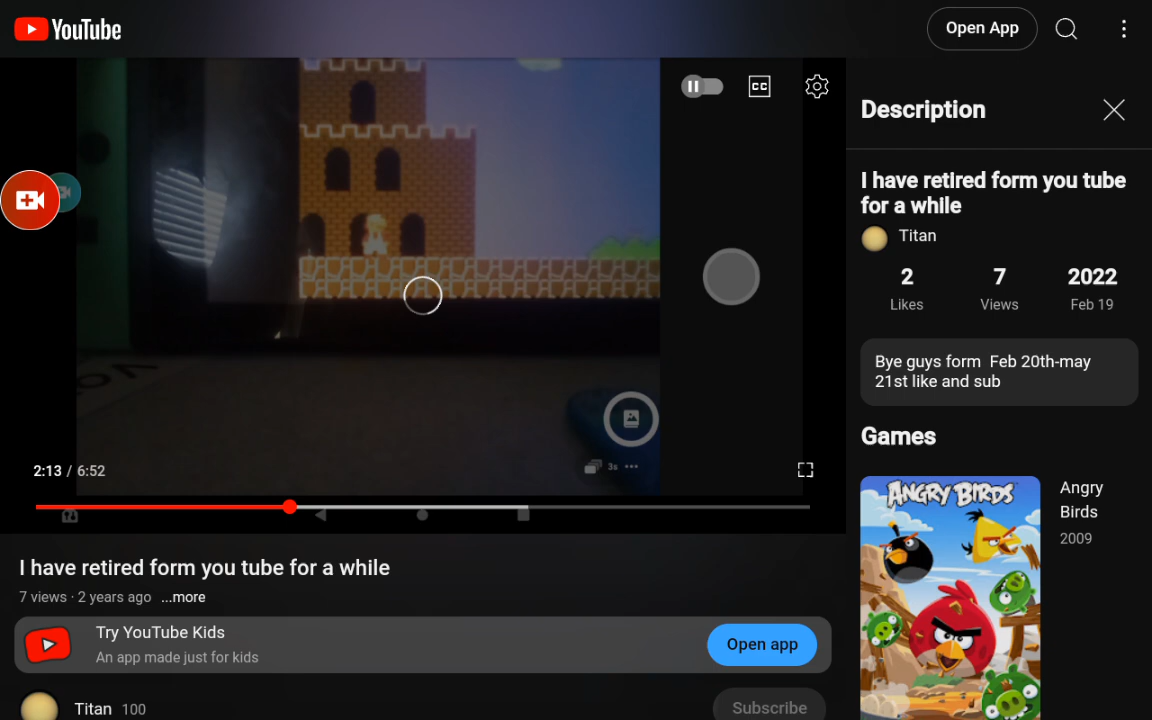 YouTube
Open App
CC
Description
I have retired form you tube
for a while
Titan
2
7
2022
Likes
Views
Feb 19
Bye guys form  Feb 20th-may
21st like and sub
Games
3s
2:13 / 6:52
ANGRY BIRDS
Angry
Birds
2009
I have retired form you tube for a while
7 views · 2 years ago ...more
Try YouTube Kids
An app made just for kids
Open app
Titan 100
Subscribe